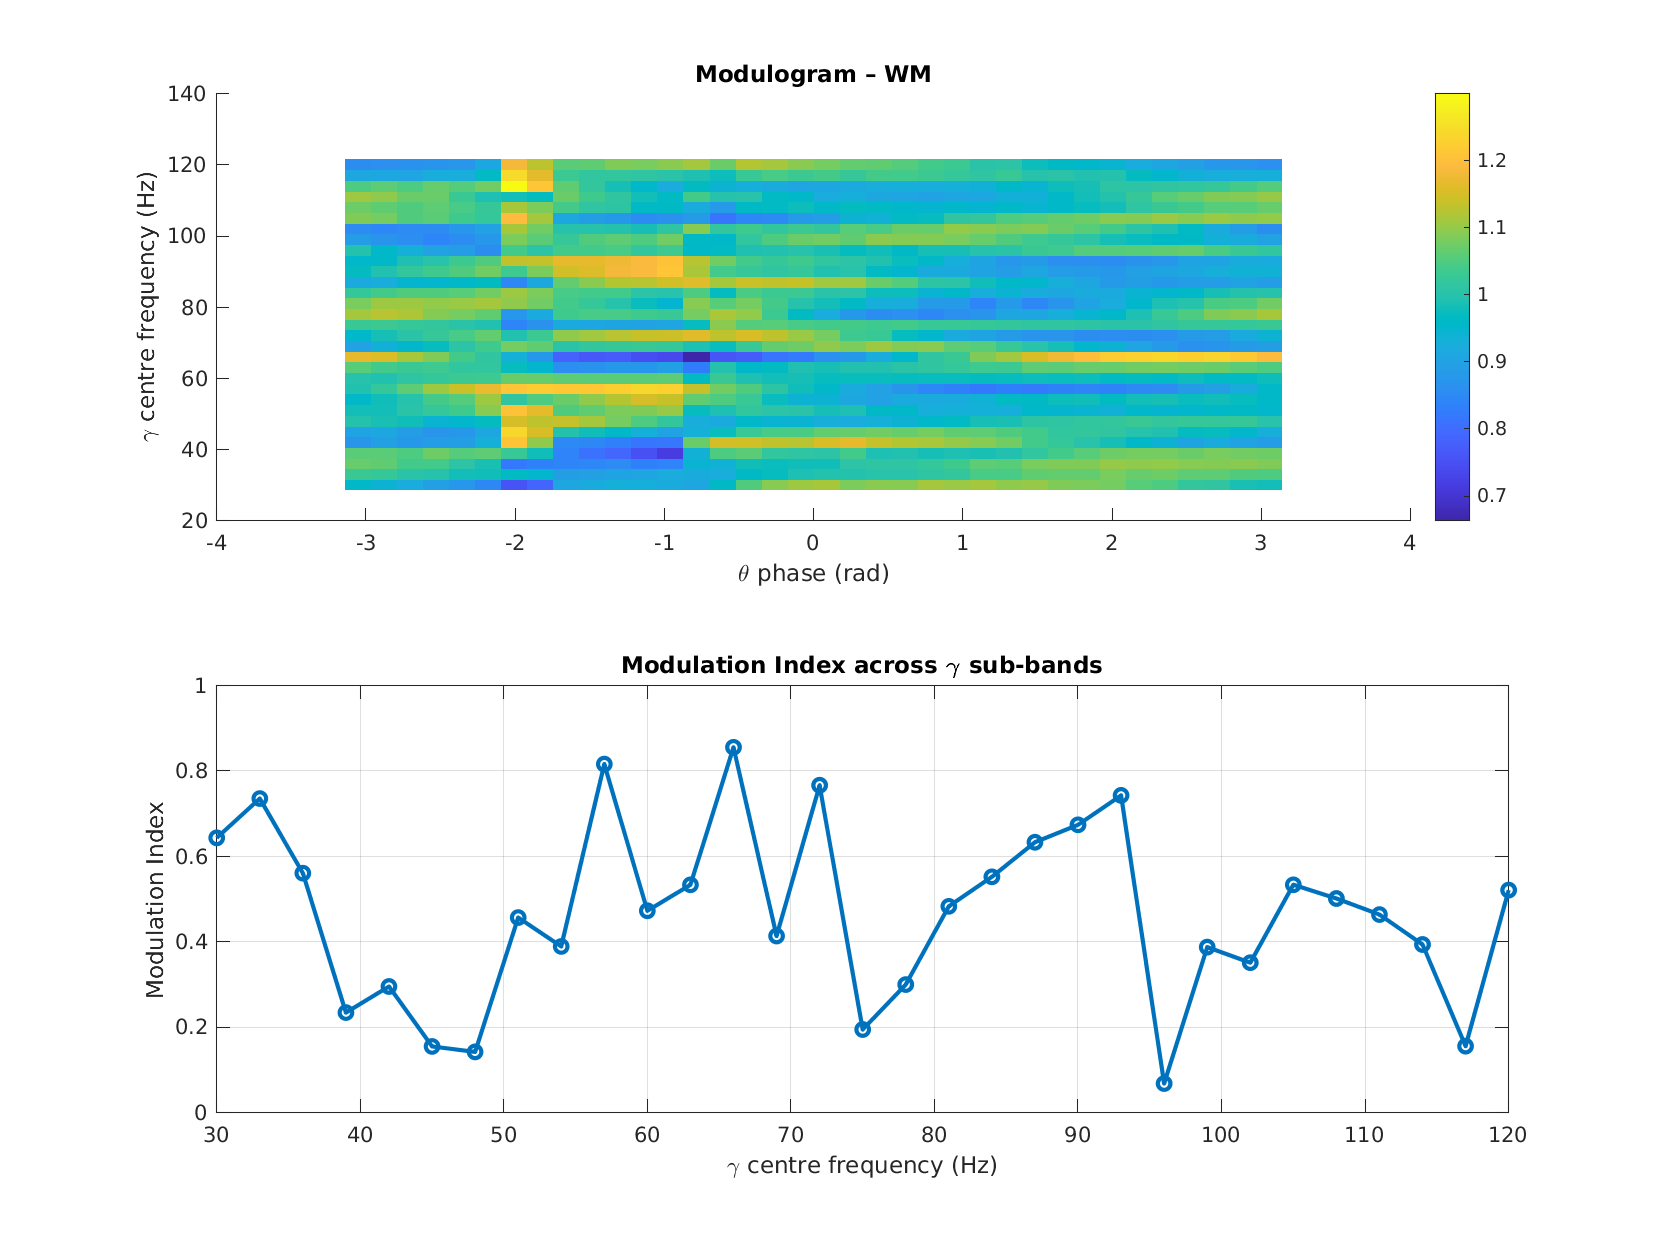 Modulogram – WM
140
120
100
80
60
40
20
γ centre frequency (Hz)
-4 -3 -2 -1 0 1 2 3 4
θ phase (rad)
1.2
1.1
1
0.9
0.8
0.7
Modulation Index across γ sub-bands
1
0.8
0.6
0.4
0.2
0
Modulation Index
30 40 50 60 70 80 90 100 110 120
γ centre frequency (Hz)